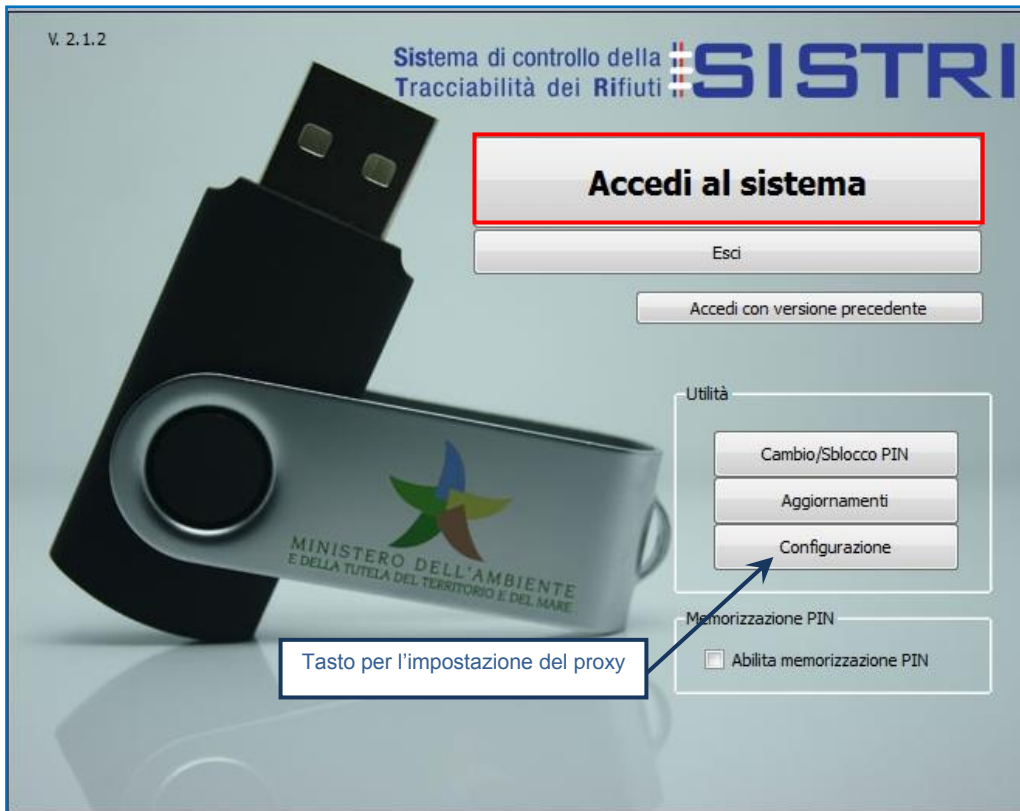 V. 2.1.2
Sistema di controllo della
Tracciabilità dei Rifiuti
SISTRI
Accedi al sistema
Esci
Accedi con versione precedente
Utilità
Cambio/Sblocco PIN
Aggiornamenti
Configurazione
MINISTERO DELL'AMBIENTE
E DELLA TUTELA DEL TERRITORIO E DEL MARE
Memorizzazione PIN
Tasto per l’impostazione del proxy
Abilita memorizzazione PIN